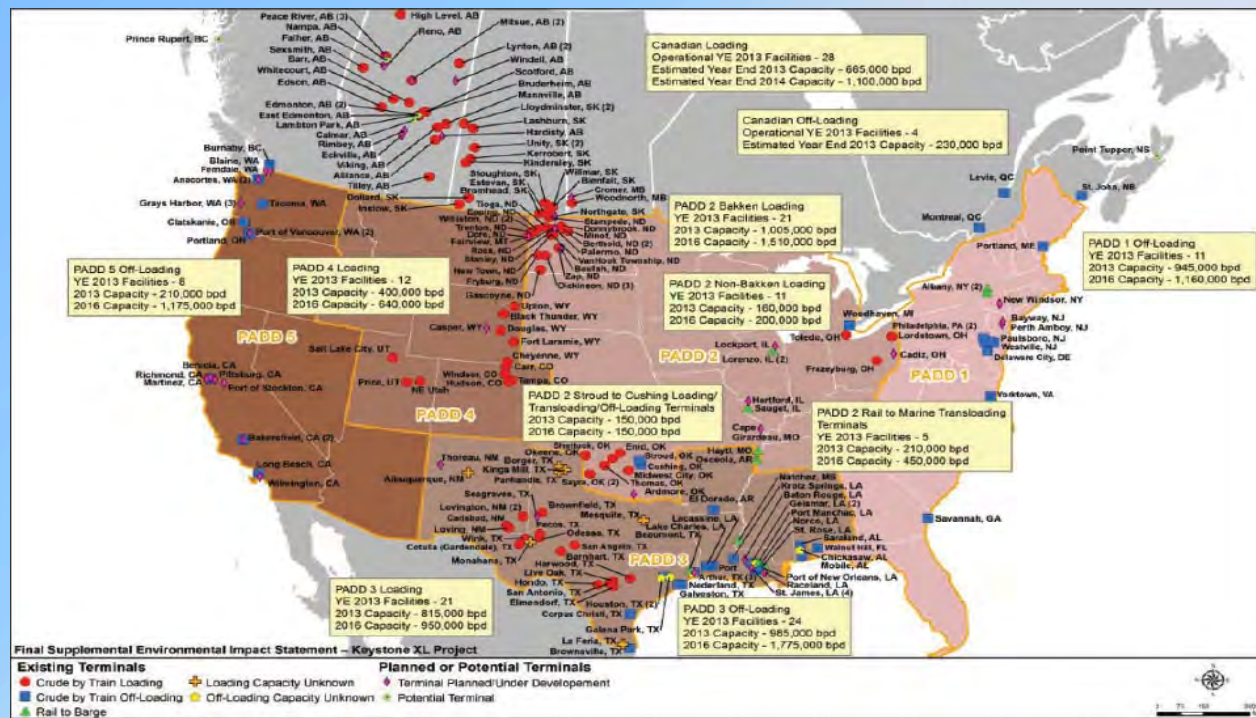 Peace River, AB (3)
Nampa, AB
Falher, AB
Sexsmith, AB
Barr, AB
Whitecourt, AB
Edson, AB
Edmonton, AB (2)
East Edmonton, AB
Lambton Park, AB
Calmar, AB
Rimbey, AB
Eckville, AB
Viking, AB
Alliance, AB
Tilley, AB
High Level, AB
Reno, AB
Mitsue, AB (2)
Lynton, AB (2)
Windell, AB
Scotford, AB
Bruderheim, AB
Mannville, AB
Lloydminster, SK (2)
Lashburn, SK
Hardisty, AB
Unity, SK (2)
Kerrobert, SK
Kindersley, SK
Prince Rupert, BC
Canadian Loading
Operational YE 2013 Facilities - 28
Estimated Year End 2013 Capacity - 665,000 bpd
Estimated Year End 2014 Capacity - 1,100,000 bpd
Canadian Off-Loading
Operational YE 2013 Facilities - 4
Estimated Year End 2013 Capacity - 230,000 bpd
Point Tupper, NS
Levie, QC
St. John, NB
Montreal, QC
Portland, ME
Burnaby, BC
Blaine, WA
Ferndale, WA
Anacortes, WA (2)
Grays Harbor, WA (3)
Tacoma, WA
Clatskanie, OR
Port of Vancouver, WA (2)
Portland, OR
Dollard, SK
Inslow, SK
Stoughton, SK
Estevan, SK
Bromhead, SK
Tioga, ND
Epping, ND
Williston, ND (2)
Trenton, ND
Dore, ND
Fairview, MT
Ross, ND
Stanley, ND
New Town, ND
Fryburg, ND
Gascoyne, ND
Willmar, SK
Bienfait, SK
Cromer, MB
Woodnorth, MB
Northgate, SK
Stampede, ND
Donnybrook, ND
Minot, ND
Berthold, ND (2)
Palermo, ND
VanHook Township, ND
Beulah, ND
Zap, ND
Dickinson, ND (3)
PADD 2 Bakken Loading
YE 2013 Facilities - 21
2013 Capacity - 1,005,000 bpd
2016 Capacity - 1,510,000 bpd
PADD 1 Off-Loading
YE 2013 Facilities - 11
2013 Capacity - 945,000 bpd
2016 Capacity - 1,160,000 bpd
PADD 5 Off-Loading
YE 2013 Facilities - 8
2013 Capacity - 210,000 bpd
2016 Capacity - 1,175,000 bpd
PADD 4 Loading
YE 2013 Facilities - 12
2013 Capacity - 400,000 bpd
2016 Capacity - 640,000 bpd
PADD 2 Non-Bakken Loading
YE 2013 Facilities - 11
2013 Capacity - 160,000 bpd
2016 Capacity - 200,000 bpd
Albany, NY (2)
New Windsor, NY
Bayway, NJ
Perth Amboy, NJ
Philadelphia, PA (2)
Paulsboro, NJ
Westville, NJ
Delaware City, DE
Yorktown, VA
Woodhaven, MI
Toledo, OH
Lordstown, OH
Cadiz, OH
Frazeyburg, OH
Lockport, IL
Lorenzo, IL (2)
Hartford, IL
Sauget, IL
Cape
Girardeau, MO
Hayti, MO
Osceola, AR
Upton, WY
Black Thunder, WY
Casper, WY
Douglas, WY
Fort Laramie, WY
Cheyenne, WY
Carr, CO
Windsor, CO
Hudson, CO
Tampa, CO
Salt Lake City, UT
Price, UT
NE Utah
PADD 5
PADD 4
PADD 2
PADD 1
PADD 3
Benicia, CA
Richmond, CA
Pittsburg, CA
Martinez, CA
Port of Stockton, CA
Bakersfield, CA (2)
Long Beach, CA
Wilmington, CA
PADD 2 Stroud to Cushing Loading/
Transloading/Off-Loading Terminals
2013 Capacity - 150,000 bpd
2016 Capacity - 150,000 bpd
PADD 2 Rail to Marine Transloading
Terminals
YE 2013 Facilities - 5
2013 Capacity - 210,000 bpd
2016 Capacity - 450,000 bpd
Shattuck, OK
Okeene, OK
Enid, OK
Stroud, OK
Cushing, OK
Midwest City, OK
Thomas, OK
Sayre, OK (2)
Ardmore, OK
Thoreau, NM
Albuquerque, NM
Borger, TX
Kings Mill, TX
Panhandle, TX
Seagraves, TX
Lovington, NM (2)
Carlsbad, NM
Loving, NM
Wink, TX
Cotulla (Gardendale), TX
Monahans, TX
Brownfield, TX
Pecos, TX
Odessa, TX
San Angelo, TX
Barnhart, TX
Mesquite, TX
Harwood, TX
Live Oak, TX
Hondo, TX
San Antonio, TX
Elmendorf, TX
Houston, TX (2)
Corpus Christi, TX
Galena Park, TX
La Feria, TX
Brownsville, TX
El Dorado, AR
Lacassine, LA
Lake Charles, LA
Beaumont, TX
Port
Arthur, TX (3)
Nederland, TX
Galveston, TX
Natchez, MS
Krotz Springs, LA
Baton Rouge, LA
Geismar, LA (2)
Port Manchac, LA
Norco, LA
St. Rose, LA
Saraland, AL
Walnut Hill, FL
Chickasaw, AL
Mobile, AL
Port of New Orleans, LA
Raceland, LA
St. James, LA (4)
Savannah, GA
PADD 3 Loading
YE 2013 Facilities - 21
2013 Capacity - 815,000 bpd
2016 Capacity - 950,000 bpd
PADD 3 Off-Loading
YE 2013 Facilities - 24
2013 Capacity - 985,000 bpd
2016 Capacity - 1,775,000 bpd
Final Supplemental Environmental Impact Statement – Keystone XL Project
Existing Terminals
Crude by Train Loading
Crude by Train Off-Loading
Rail to Barge
Loading Capacity Unknown
Off-Loading Capacity Unknown
Planned or Potential Terminals
Terminal Planned/Under Developement
Potential Terminal